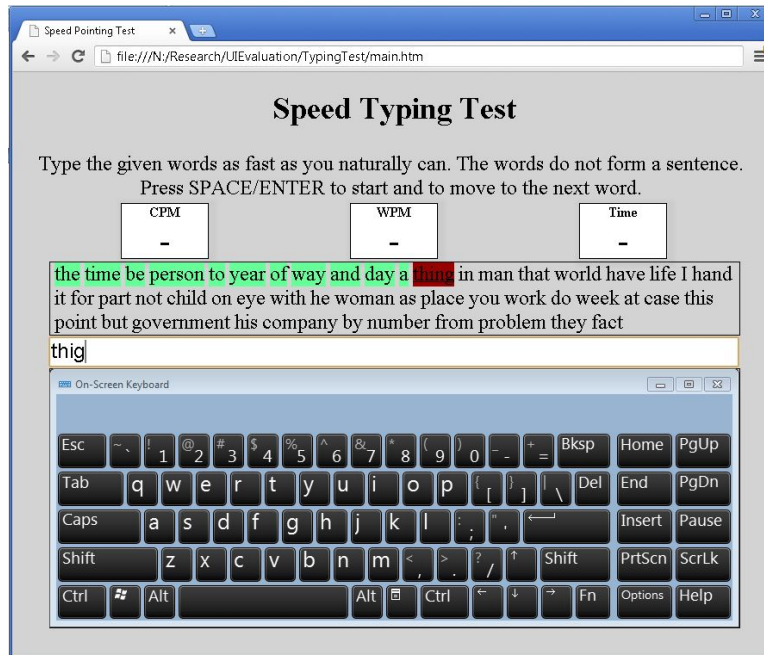 Speed Pointing Test
file:///N:/Research/UIEvaluation/TypingTest/main.htm
Speed Typing Test
Type the given words as fast as you naturally can. The words do not form a sentence.
Press SPACE/ENTER to start and to move to the next word.
CPM WPM Time
- - -
the time be person to year of way and day a thing in man that world have life I hand
it for part not child on eye with he woman as place you work do week at case this
point but government his company by number from problem they fact
thig
On-Screen Keyboard
Esc ~ ` ! 1 @ 2 # 3 $ 4 % 5 ^ 6 & 7 * 8 ( 9 ) 0 _ - + = Bksp Home PgUp
Tab q w e r t y u i o p { [ } ] | \ Del End PgDn
Caps a s d f g h j k l : ; " ' Insert Pause
Shift z x c v b n m < , > . ? / ↑ Shift PrtScn ScrLk
Ctrl Alt Alt Ctrl ← ↓ → Fn Options Help